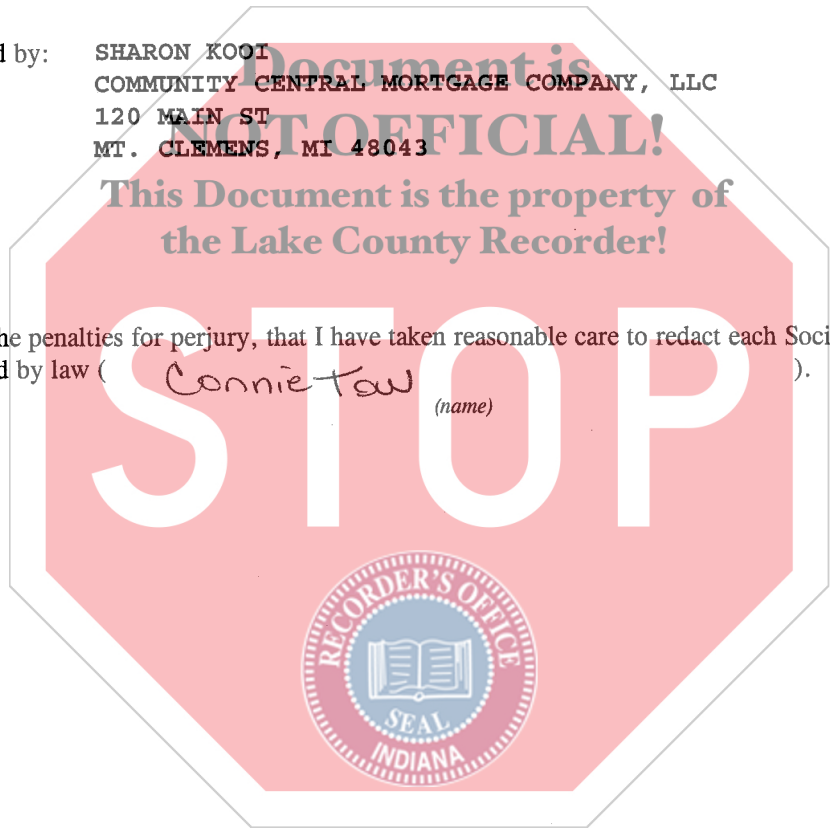 d by: SHARON KOOI
COMMUNITY CENTRAL MORTGAGE COMPANY, LLC
120 MAIN ST
MT. CLEMENS, MI 48043
Document is
NOT OFFICIAL!
This Document is the property of
the Lake County Recorder!
he penalties for perjury, that I have taken reasonable care to redact each Soci
d by law ( Connie Tow ).
(name)
STOP
RECORDER'S OFFICE
SEAL
INDIANA